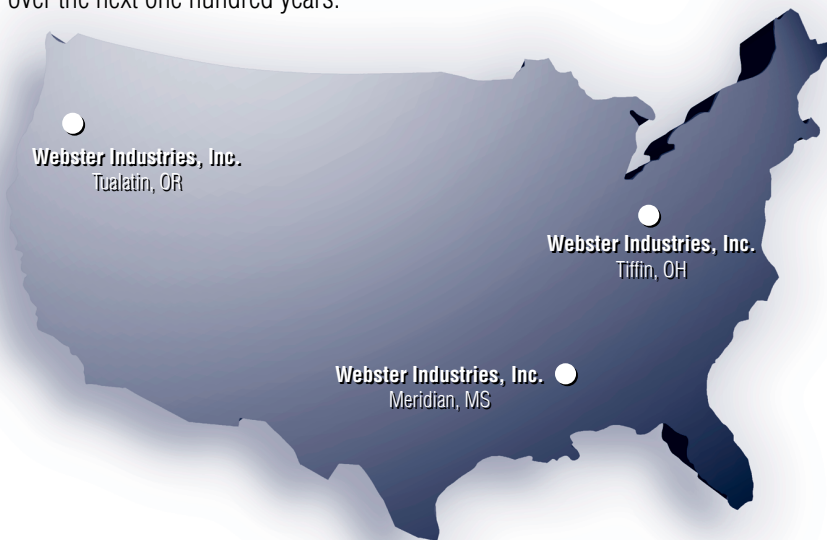 over the next one hundred years.
Webster Industries, Inc.
Tualatin, OR
Webster Industries, Inc.
Tiffin, OH
Webster Industries, Inc.
Meridian, MS